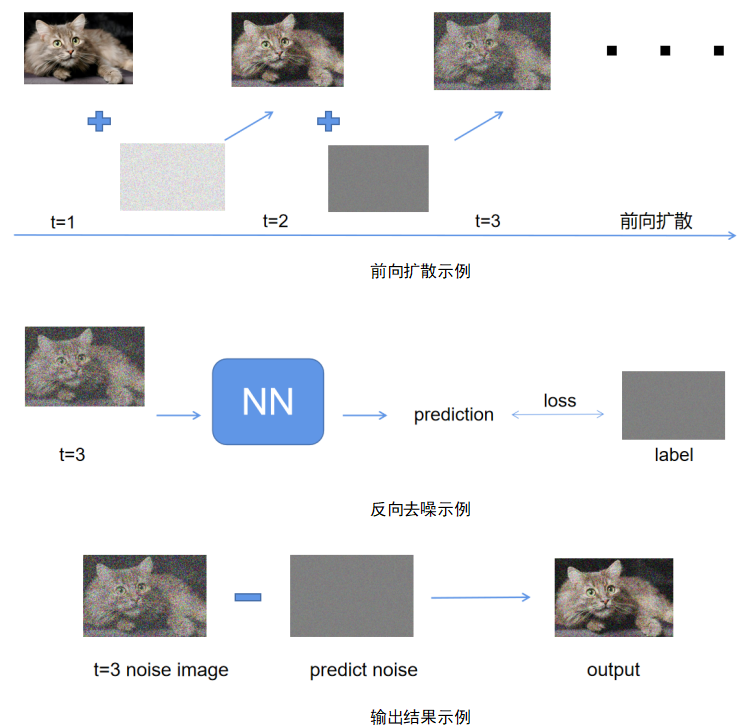 t=1
t=2
t=3
前向扩散
前向扩散示例
NN
prediction
loss
t=3
label
反向去噪示例
t=3 noise image
predict noise
output
输出结果示例